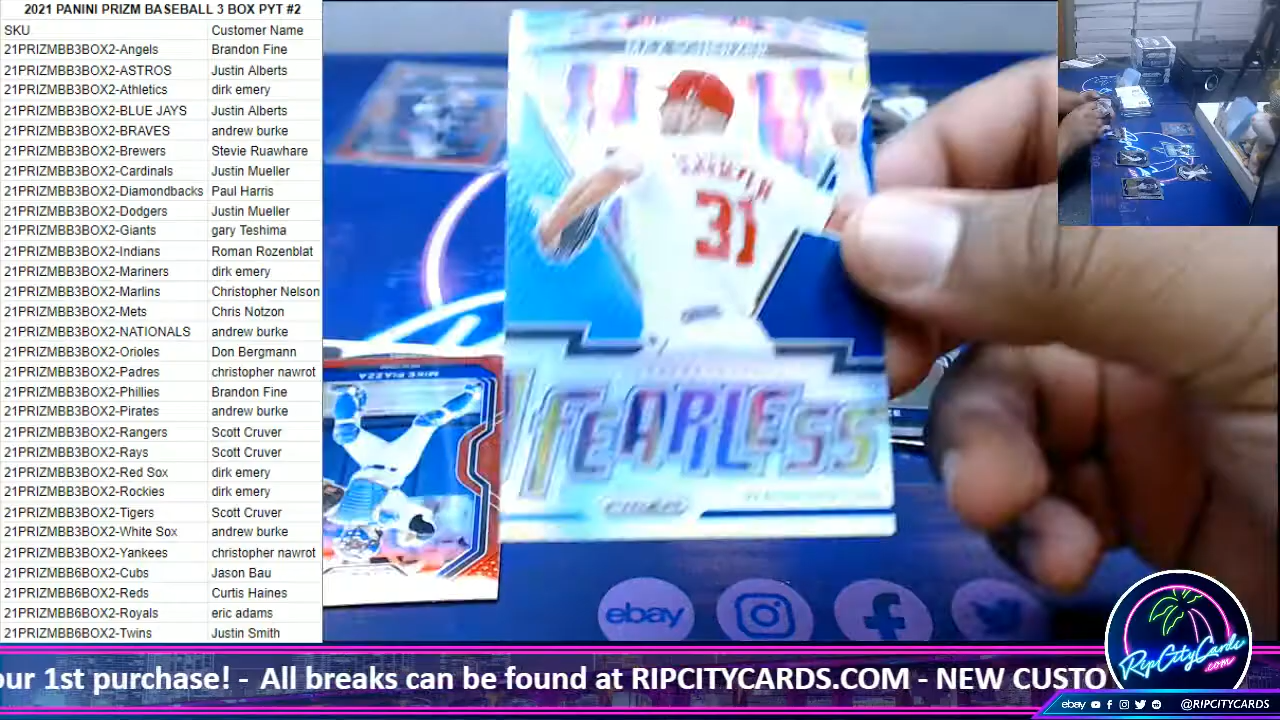 2021 PANINI PRIZM BASEBALL 3 BOX PYT #2
SKU Customer Name
21PRIZMBB3BOX2-Angels Brandon Fine
21PRIZMBB3BOX2-ASTROS Justin Alberts
21PRIZMBB3BOX2-Athletics dirk emery
21PRIZMBB3BOX2-BLUE JAYS Justin Alberts
21PRIZMBB3BOX2-BRAVES andrew burke
21PRIZMBB3BOX2-Brewers Stevie Ruawhare
21PRIZMBB3BOX2-Cardinals Justin Mueller
21PRIZMBB3BOX2-Diamondbacks Paul Harris
21PRIZMBB3BOX2-Dodgers Justin Mueller
21PRIZMBB3BOX2-Giants gary Teshima
21PRIZMBB3BOX2-Indians Roman Rozenblat
21PRIZMBB3BOX2-Mariners dirk emery
21PRIZMBB3BOX2-Marlins Christopher Nelson
21PRIZMBB3BOX2-Mets Chris Notzon
21PRIZMBB3BOX2-NATIONALS andrew burke
21PRIZMBB3BOX2-Orioles Don Bergmann
21PRIZMBB3BOX2-Padres christopher nawrot
21PRIZMBB3BOX2-Phillies Brandon Fine
21PRIZMBB3BOX2-Pirates andrew burke
21PRIZMBB3BOX2-Rangers Scott Cruver
21PRIZMBB3BOX2-Rays Scott Cruver
21PRIZMBB3BOX2-Red Sox dirk emery
21PRIZMBB3BOX2-Rockies dirk emery
21PRIZMBB3BOX2-Tigers Scott Cruver
21PRIZMBB3BOX2-White Sox andrew burke
21PRIZMBB3BOX2-Yankees christopher nawrot
21PRIZMBB6BOX2-Cubs Jason Bau
21PRIZMBB6BOX2-Reds Curtis Haines
21PRIZMBB6BOX2-Royals eric adams
21PRIZMBB6BOX2-Twins Justin Smith
MAX SCHERZER
SCHERZER
31
FEARLESS
PRIZM
MIKE PIAZZA
ebay
RipCityCards
.com
our 1st purchase! - All breaks can be found at RIPCITYCARDS.COM - NEW CUSTO
ebay @RIPCITYCARDS